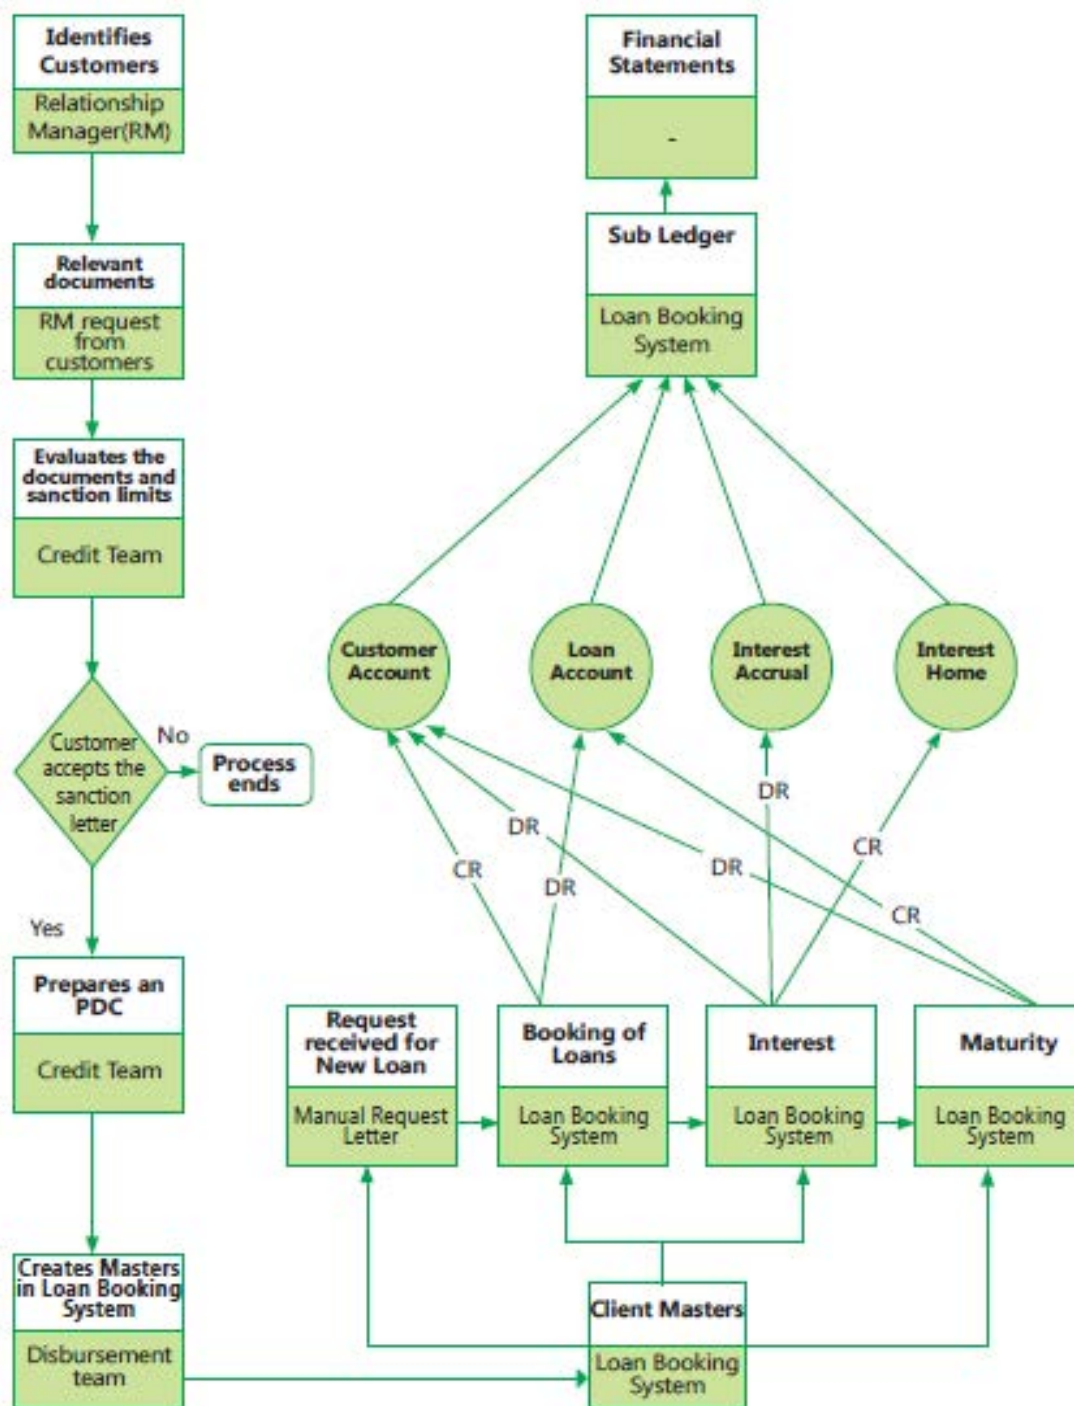 Identifies
Customers
Relationship
Manager(RM)
Relevant
documents
RM request
from
customers
Evaluates the
documents and
sanction limits
Credit Team
Customer
accepts the
sanction
letter
No
Process
ends
Yes
Prepares an
PDC
Credit Team
Creates Masters
in Loan Booking
System
Disbursement
team
Financial
Statements
-
Sub Ledger
Loan Booking
System
Customer
Account
Loan
Account
Interest
Accrual
Interest
Home
CR
DR
DR
DR
DR
CR
CR
Request
received for
New Loan
Manual Request
Letter
Booking of
Loans
Loan Booking
System
Interest
Loan Booking
System
Maturity
Loan Booking
System
Client Masters
Loan Booking
System